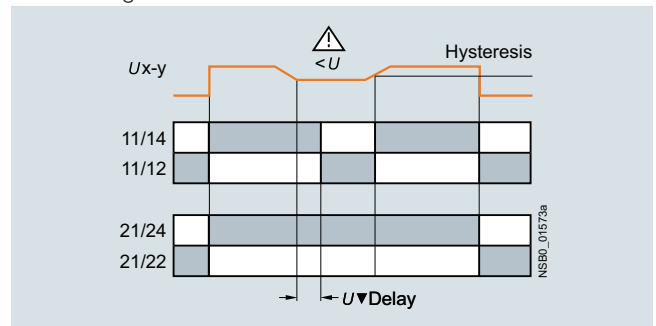 <U
Hysteresis
Ux-y
11/14
11/12
21/24
21/22
U▼Delay
NSB0_01573a